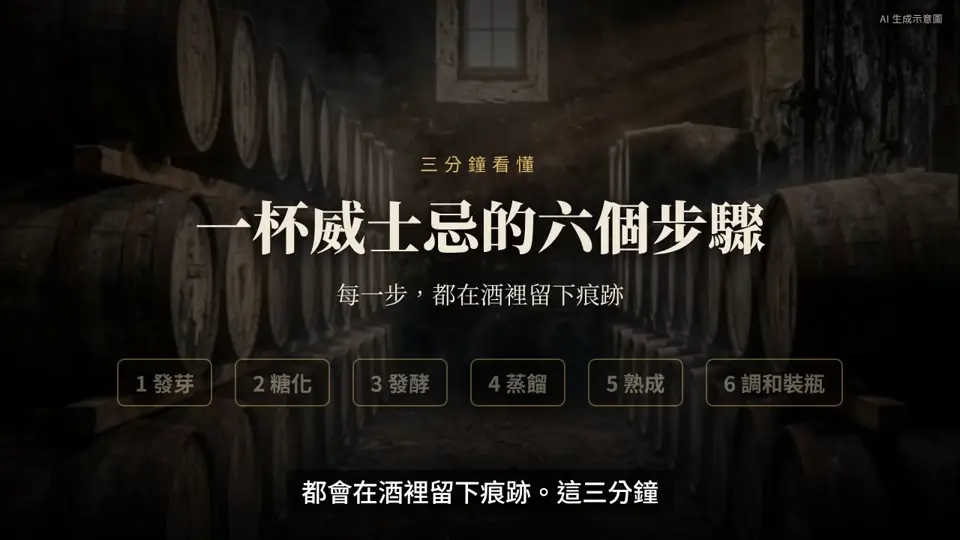 AI 生成示意圖
三分鐘看懂
一杯威士忌的六個步驟
每一步，都在酒裡留下痕跡
1 發芽
2 糖化
3 發酵
4 蒸餾
5 熟成
6 調和裝瓶
都會在酒裡留下痕跡。這三分鐘